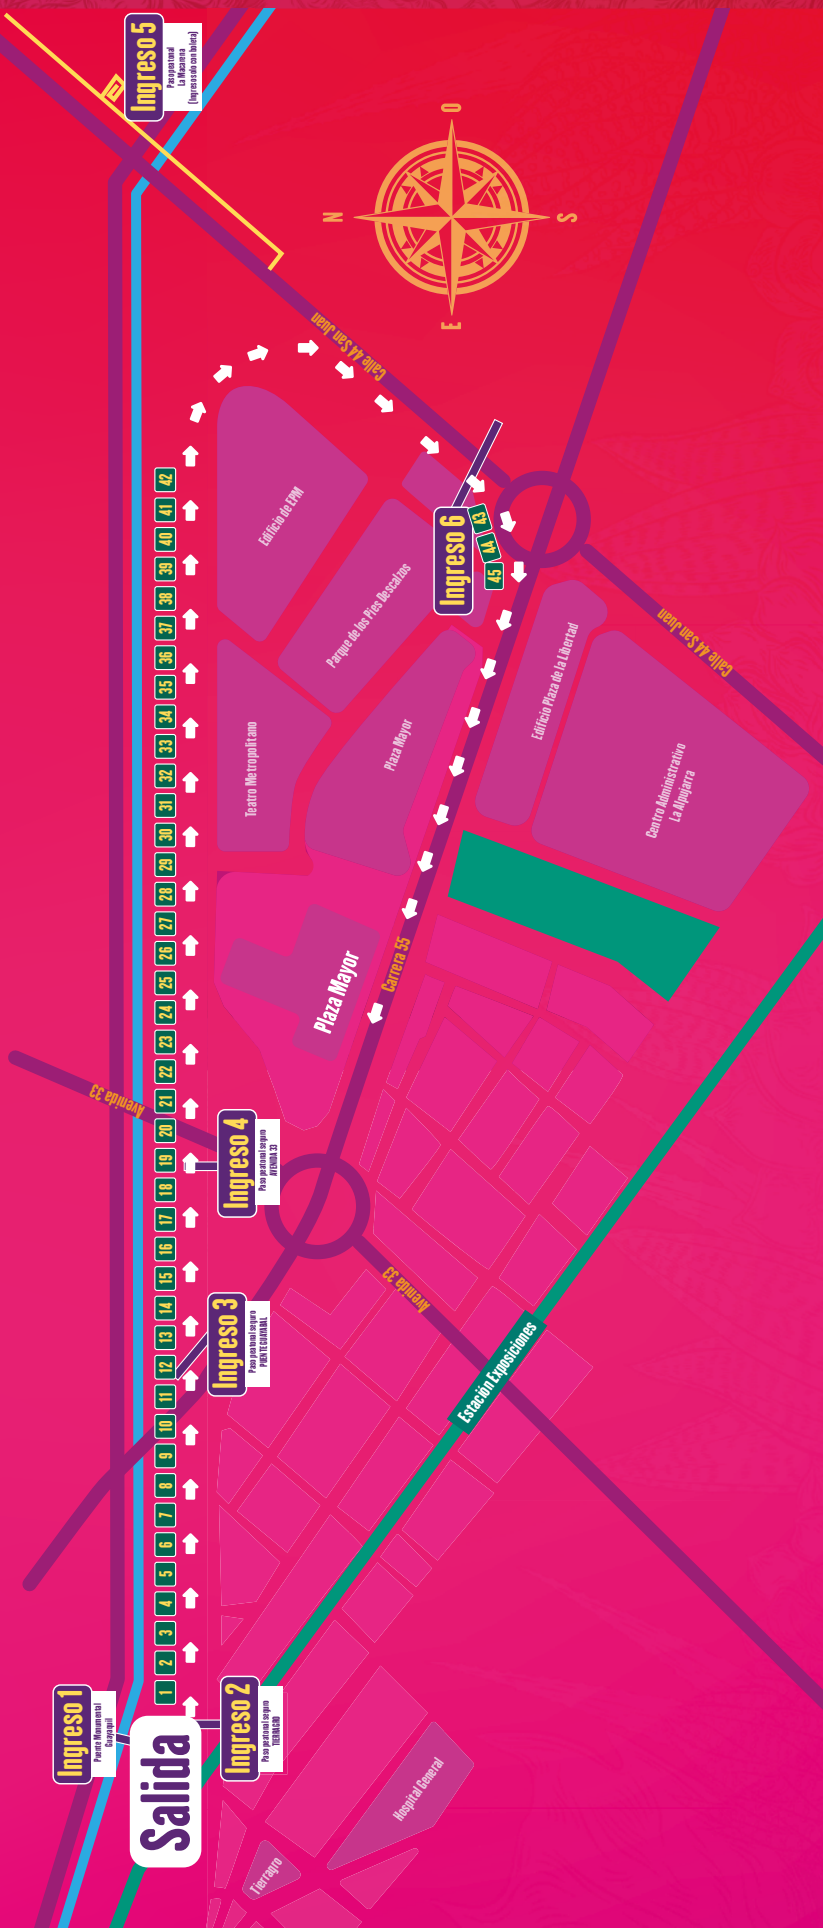 Ingreso 5
Paso peatonal
La Macarena
(Ingreso solo con boleta)
N
O
S
E
Calle 44 San Juan
42
41
40
39
38
37
36
35
34
33
32
31
30
29
28
27
26
25
24
23
22
21
20
19
18
17
16
15
14
13
12
11
10
9
8
7
6
5
4
3
2
1
Edificio de EPM
Parque de los Pies Descalzos
Ingreso 6
43
44
45
Teatro Metropolitano
Plaza Mayor
Edificio Plaza de la Libertad
Calle 44 San Juan
Centro Administrativo
La Alpujarra
Plaza Mayor
Carrera 55
Avenida 33
Ingreso 4
Paso peatonal seguro
AVENIDA 33
Ingreso 3
Paso peatonal seguro
PUENTE GUAYABAL
Avenida 33
Estación Exposiciones
Ingreso 1
Puente Monumental
Guayaquil
Salida
Ingreso 2
Paso peatonal seguro
TIERRAGRO
Hospital General
Tierragro